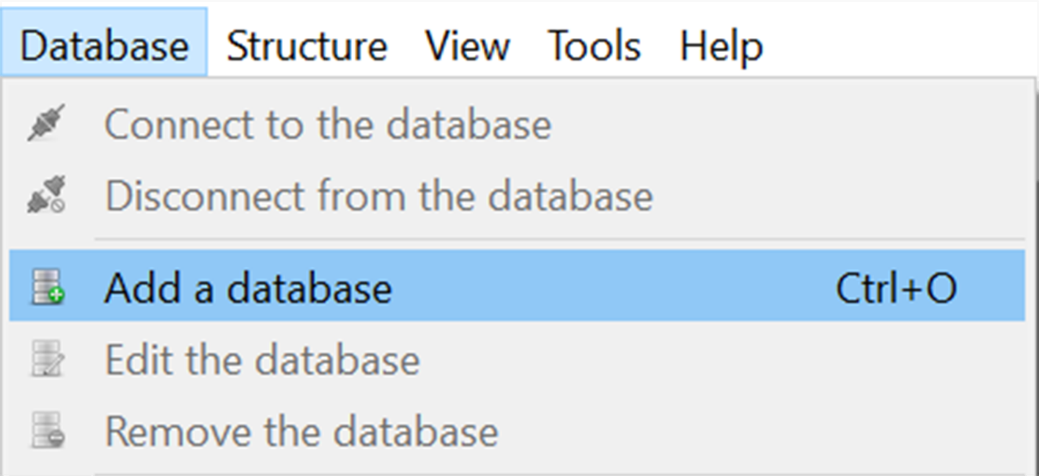 Database Structure View Tools Help
Connect to the database
Disconnect from the database
Add a database Ctrl+O
Edit the database
Remove the database